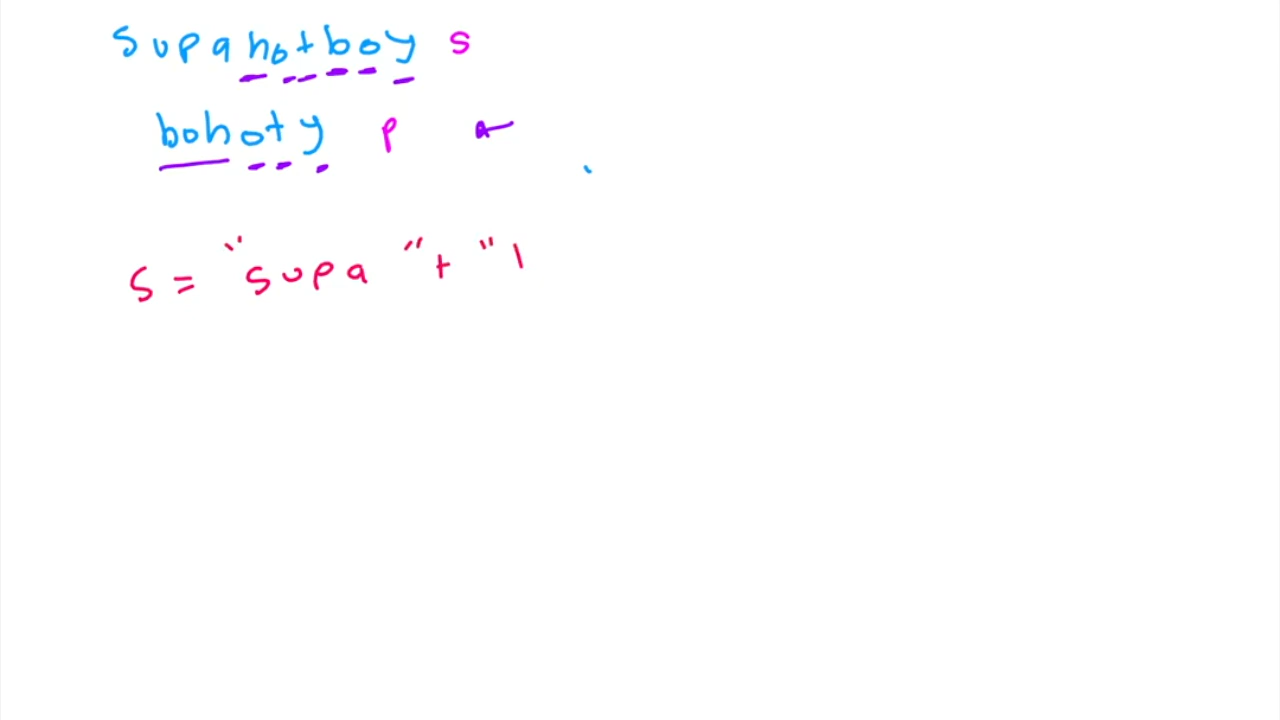 supahotboy s
bohoty p
s = "supa" + "